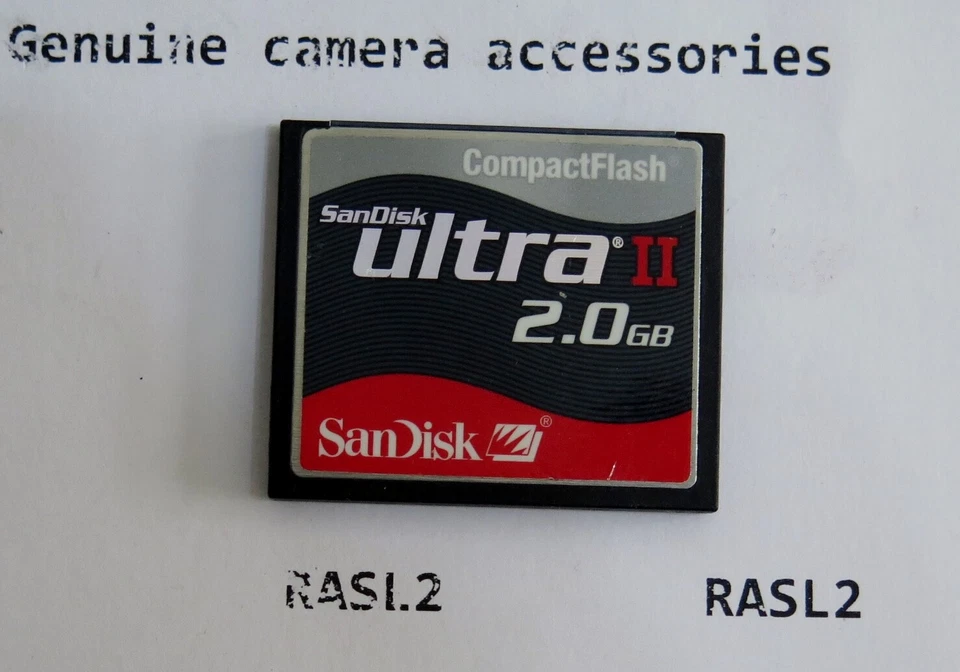 Genuine camera accessories
CompactFlash
SanDisk
ultra® II
2.0GB
SanDisk ®
RASL2 RASL2